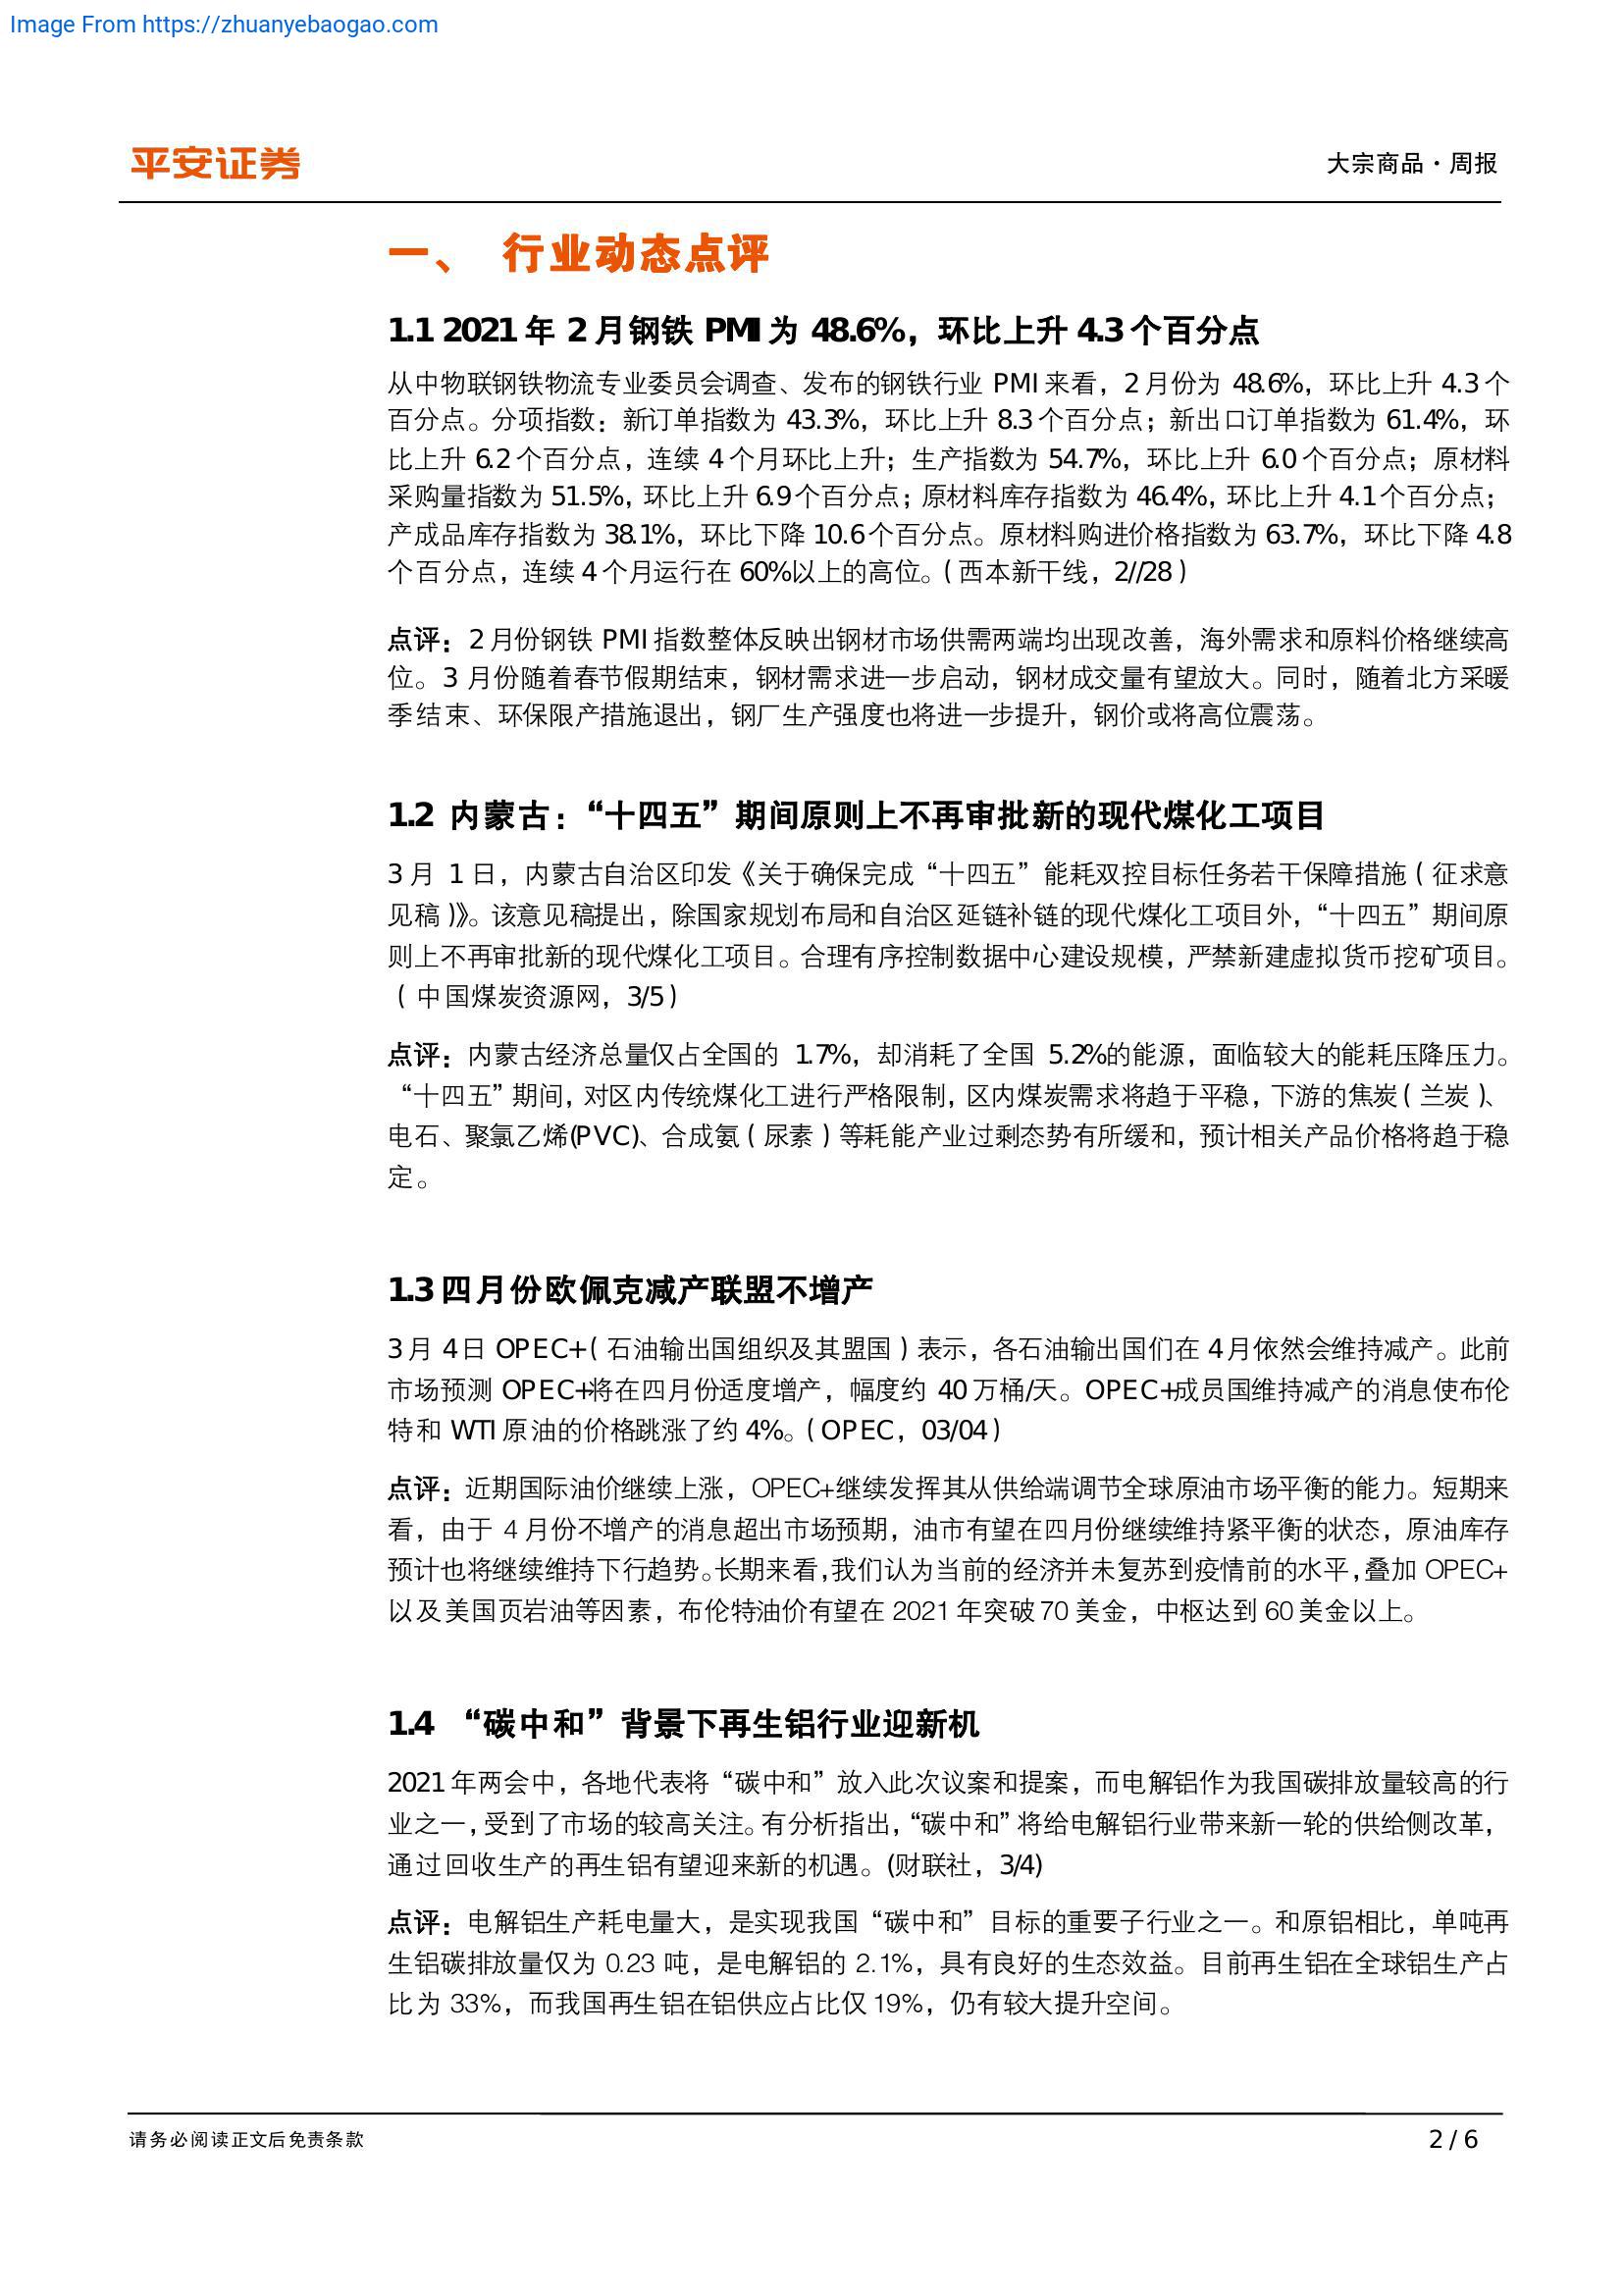 Image From https://zhuanyebaogao.com
平安证券
大宗商品·周报
一、 行业动态点评
1.1 2021 年 2 月钢铁 PMI 为 48.6%，环比上升 4.3 个百分点
从中物联钢铁物流专业委员会调查、发布的钢铁行业 PMI 来看，2 月份为 48.6%，环比上升 4.3 个
百分点。分项指数：新订单指数为 43.3%，环比上升 8.3 个百分点；新出口订单指数为 61.4%，环
比上升 6.2 个百分点，连续 4 个月环比上升；生产指数为 54.7%，环比上升 6.0 个百分点；原材料
采购量指数为 51.5%，环比上升 6.9 个百分点；原材料库存指数为 46.4%，环比上升 4.1 个百分点；
产成品库存指数为 38.1%，环比下降 10.6 个百分点。原材料购进价格指数为 63.7%，环比下降 4.8
个百分点，连续 4 个月运行在 60%以上的高位。（西本新干线，2//28）
点评：2 月份钢铁 PMI 指数整体反映出钢材市场供需两端均出现改善，海外需求和原料价格继续高
位。3 月份随着春节假期结束，钢材需求进一步启动，钢材成交量有望放大。同时，随着北方采暖
季结束、环保限产措施退出，钢厂生产强度也将进一步提升，钢价或将高位震荡。
1.2 内蒙古：“十四五”期间原则上不再审批新的现代煤化工项目
3 月 1 日，内蒙古自治区印发《关于确保完成“十四五”能耗双控目标任务若干保障措施（征求意
见稿）》。该意见稿提出，除国家规划布局和自治区延链补链的现代煤化工项目外，“十四五”期间原
则上不再审批新的现代煤化工项目。合理有序控制数据中心建设规模，严禁新建虚拟货币挖矿项目。
（中国煤炭资源网，3/5）
点评：内蒙古经济总量仅占全国的 1.7%，却消耗了全国 5.2%的能源，面临较大的能耗压降压力。
“十四五”期间，对区内传统煤化工进行严格限制，区内煤炭需求将趋于平稳，下游的焦炭（兰炭）、
电石、聚氯乙烯(PVC)、合成氨（尿素）等耗能产业过剩态势有所缓和，预计相关产品价格将趋于稳
定。
1.3 四月份欧佩克减产联盟不增产
3 月 4 日 OPEC+（石油输出国组织及其盟国）表示，各石油输出国们在 4 月依然会维持减产。此前
市场预测 OPEC+将在四月份适度增产，幅度约 40 万桶/天。OPEC+成员国维持减产的消息使布伦
特和 WTI 原油的价格跳涨了约 4%。（OPEC，03/04）
点评：近期国际油价继续上涨，OPEC+继续发挥其从供给端调节全球原油市场平衡的能力。短期来
看，由于 4 月份不增产的消息超出市场预期，油市有望在四月份继续维持紧平衡的状态，原油库存
预计也将继续维持下行趋势。长期来看，我们认为当前的经济并未复苏到疫情前的水平，叠加 OPEC+
以及美国页岩油等因素，布伦特油价有望在 2021 年突破 70 美金，中枢达到 60 美金以上。
1.4 “碳中和”背景下再生铝行业迎新机
2021 年两会中，各地代表将“碳中和”放入此次议案和提案，而电解铝作为我国碳排放量较高的行
业之一，受到了市场的较高关注。有分析指出，“碳中和”将给电解铝行业带来新一轮的供给侧改革，
通过回收生产的再生铝有望迎来新的机遇。(财联社，3/4)
点评：电解铝生产耗电量大，是实现我国“碳中和”目标的重要子行业之一。和原铝相比，单吨再
生铝碳排放量仅为 0.23 吨，是电解铝的 2.1%，具有良好的生态效益。目前再生铝在全球铝生产占
比为 33%，而我国再生铝在铝供应占比仅 19%，仍有较大提升空间。
请务必阅读正文后免责条款
2 / 6